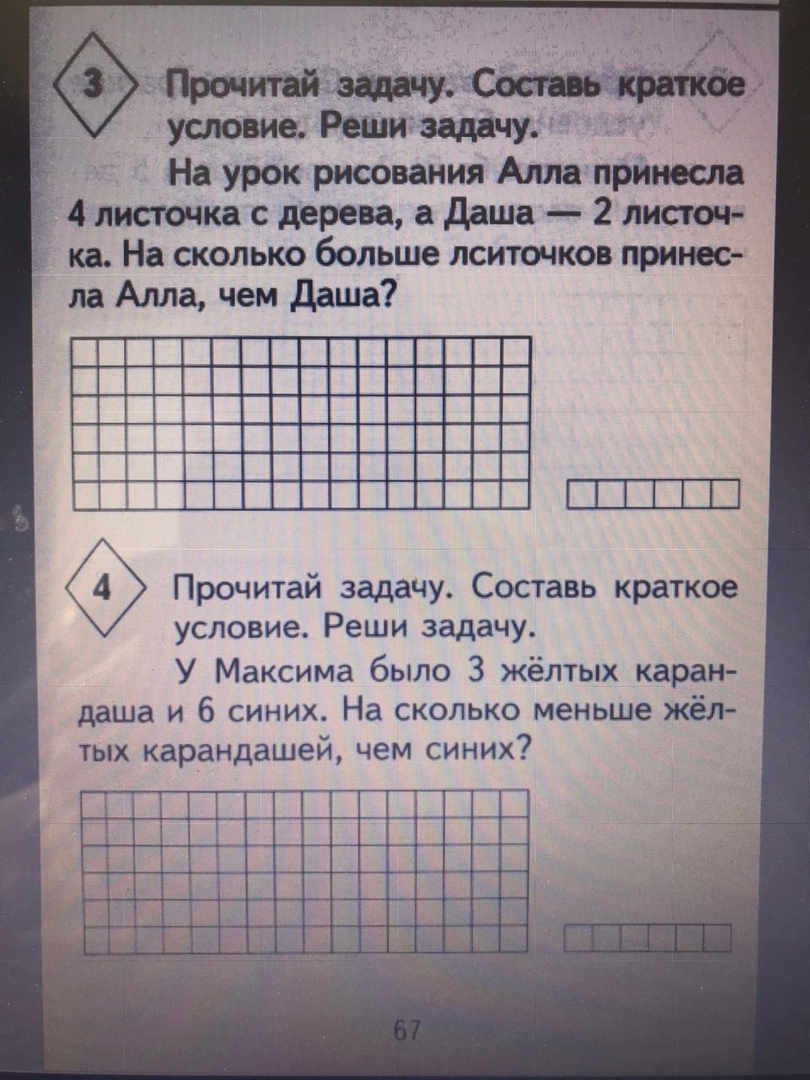 3 Прочитай задачу. Составь краткое
условие. Реши задачу.
На урок рисования Алла принесла
4 листочка с дерева, а Даша — 2 листоч-
ка. На сколько больше лситочков принес-
ла Алла, чем Даша?
4 Прочитай задачу. Составь краткое
условие. Реши задачу.
У Максима было 3 жёлтых каран-
даша и 6 синих. На сколько меньше жёл-
тых карандашей, чем синих?
67